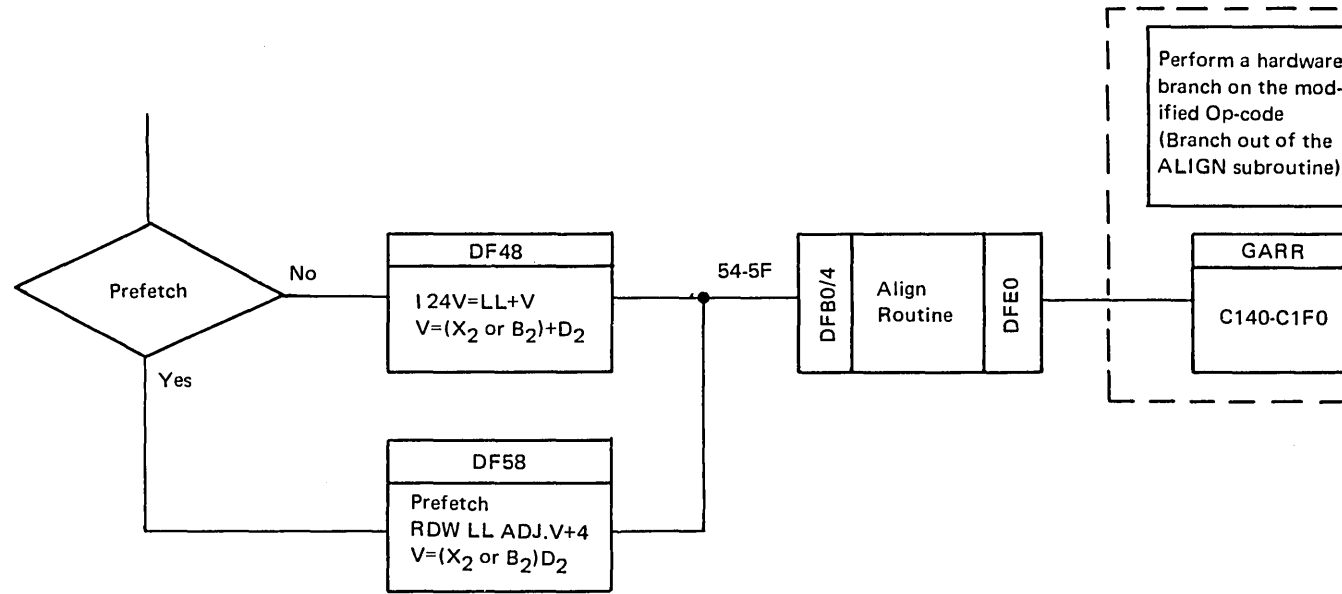 Perform a hardware
branch on the mod-
ified Op-code
(Branch out of the
ALIGN subroutine)
Prefetch
No
Yes
DF48
I24V=LL+V
V=(X2 or B2)+D2
DF58
Prefetch
RDW LL ADJ.V+4
V=(X2 or B2)D2
54-5F
DFB0/4
Align
Routine
DFE0
GARR
C140-C1F0